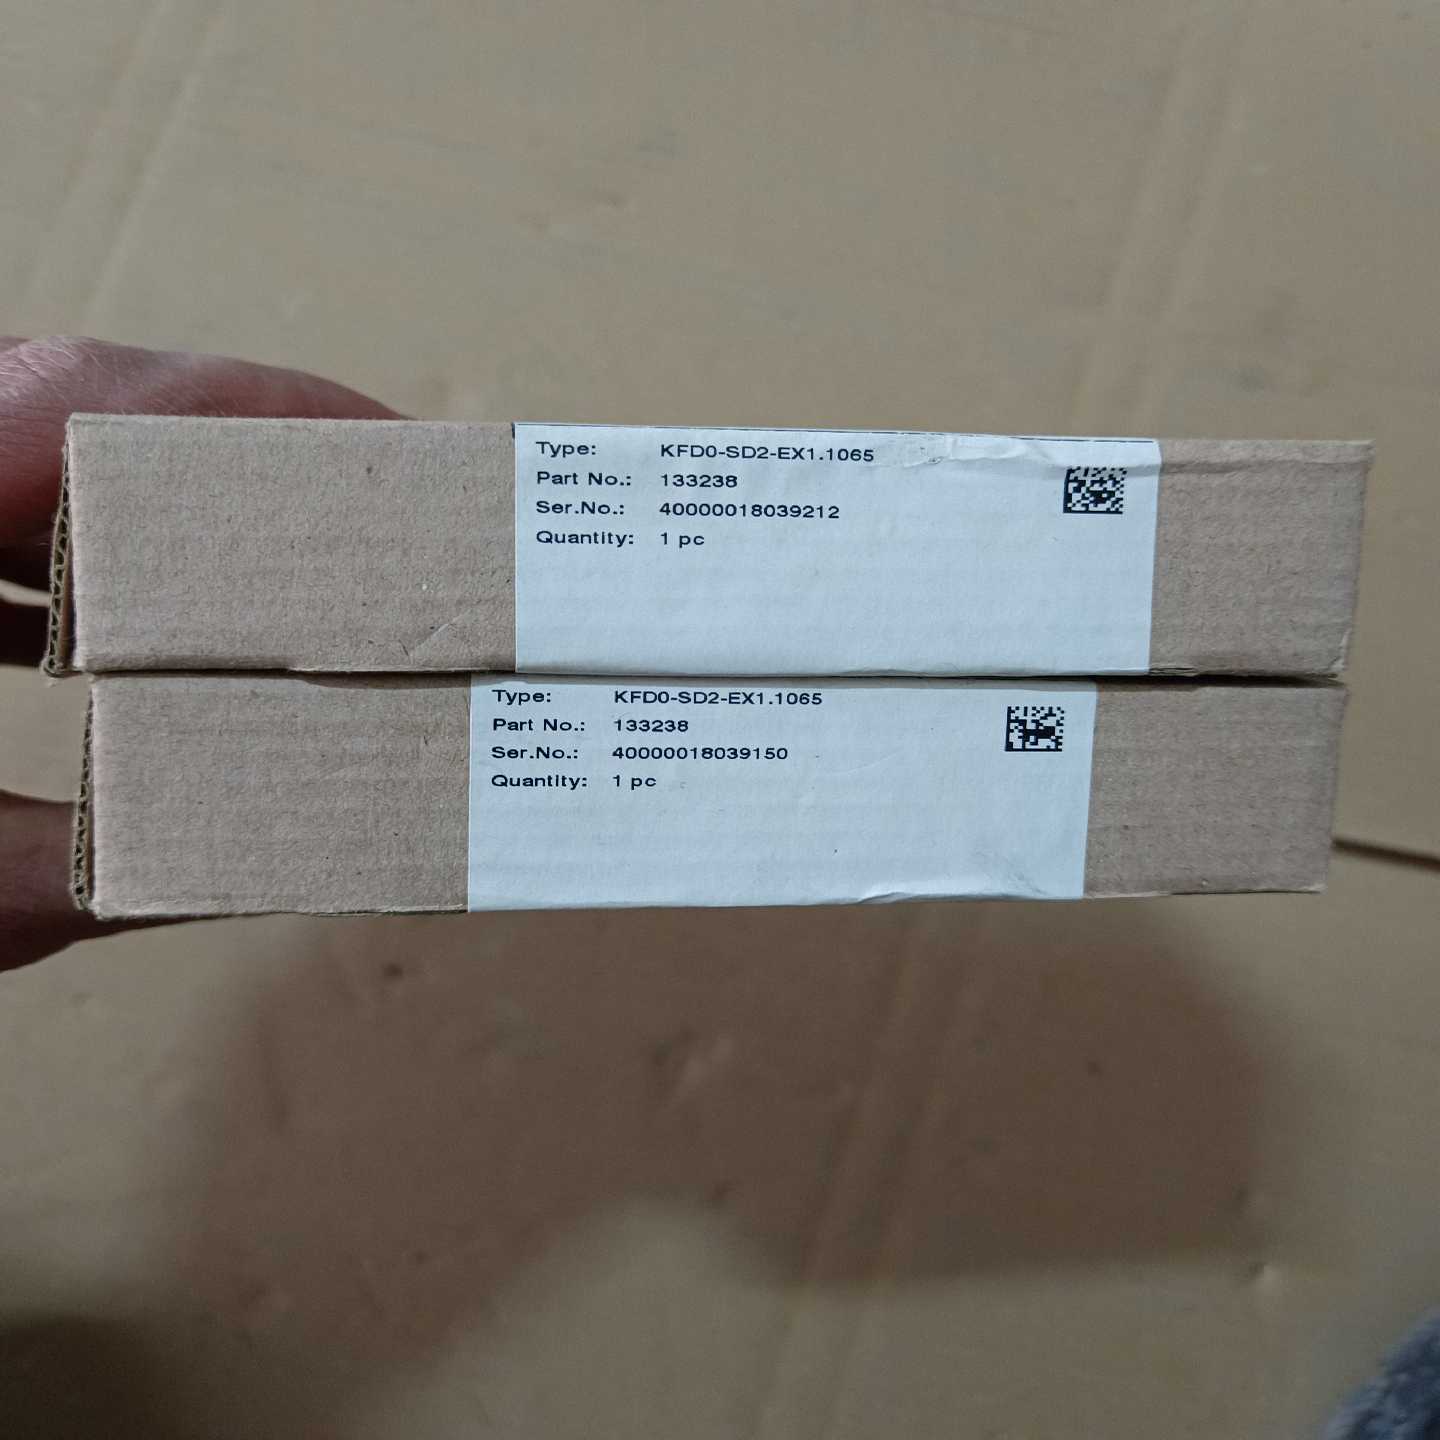 Type: KFD0-SD2-EX1.1065
Part No.: 133238
Ser.No.: 40000018039212
Quantity: 1 pc
Type: KFD0-SD2-EX1.1065
Part No.: 133238
Ser.No.: 40000018039150
Quantity: 1 pc